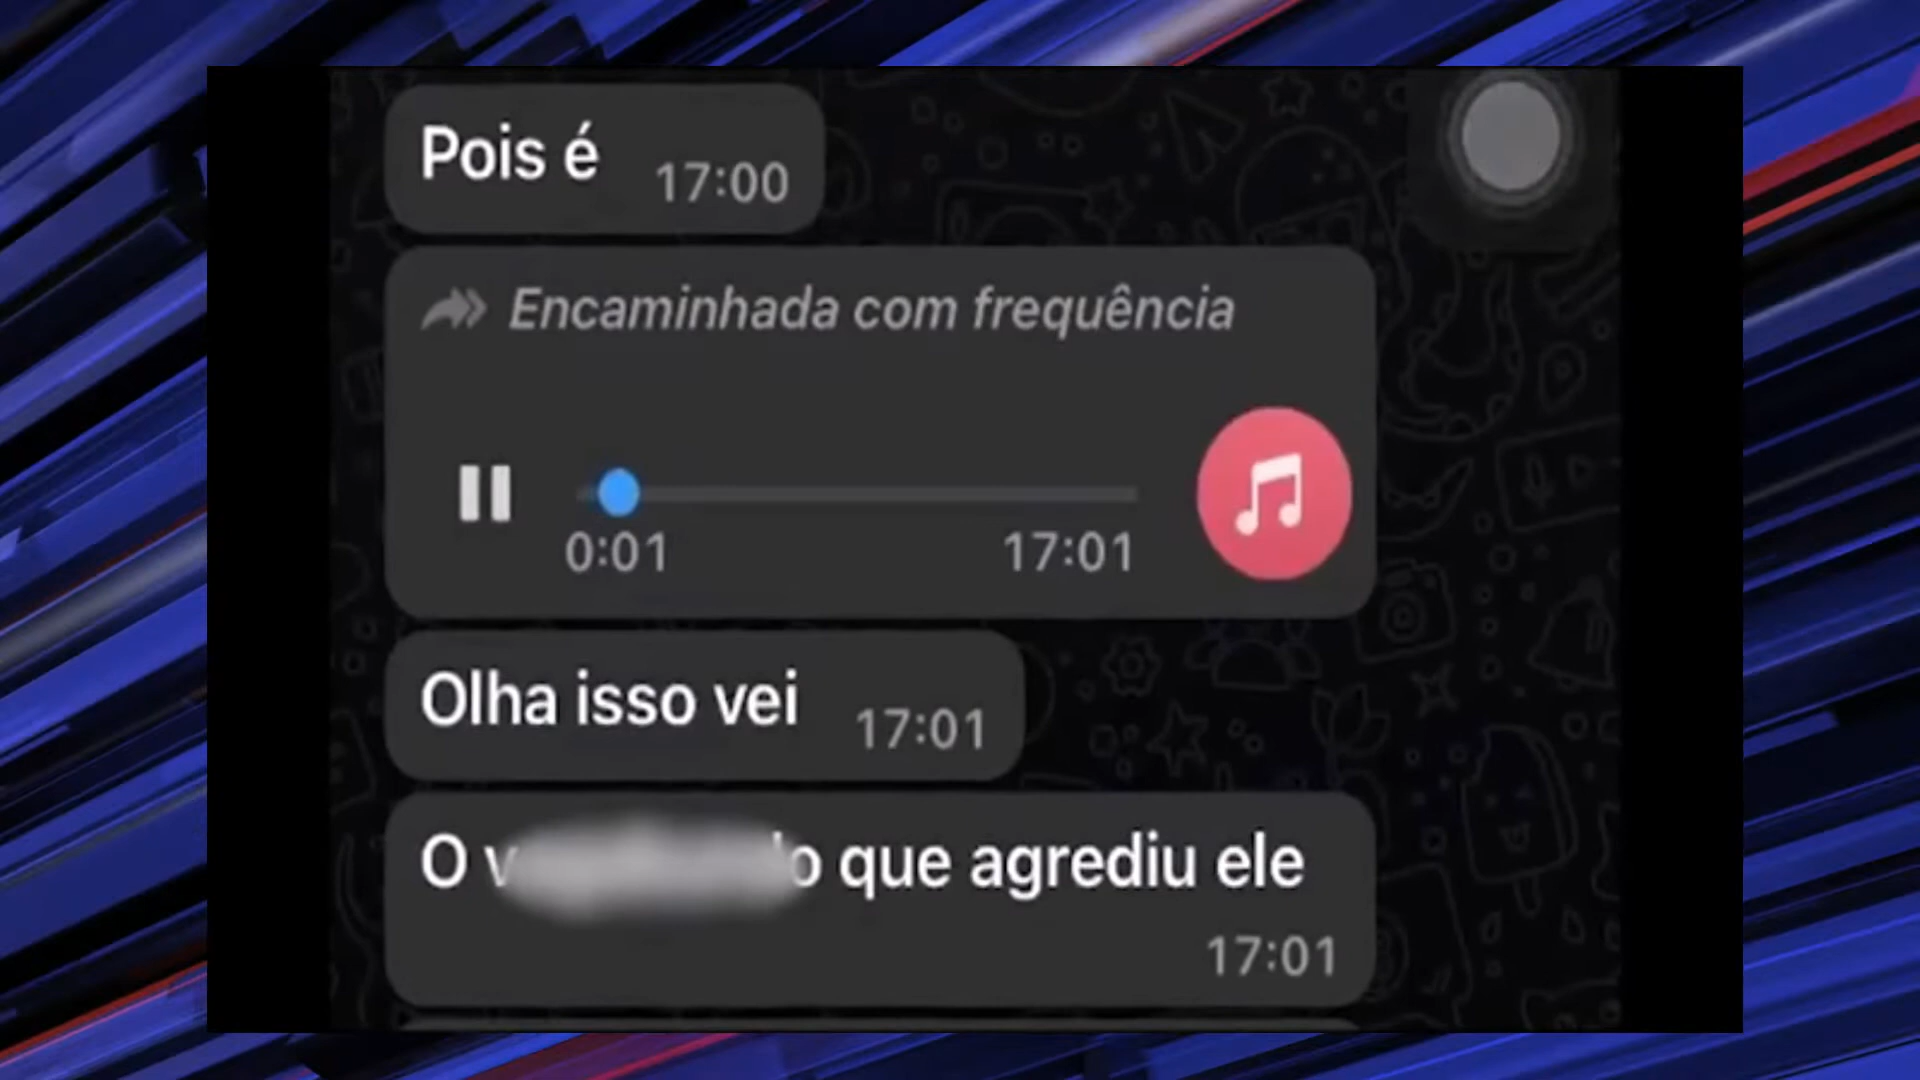 Pois é 17:00
Encaminhada com frequência
0:01 17:01
Olha isso vei 17:01
O que agrediu ele
17:01